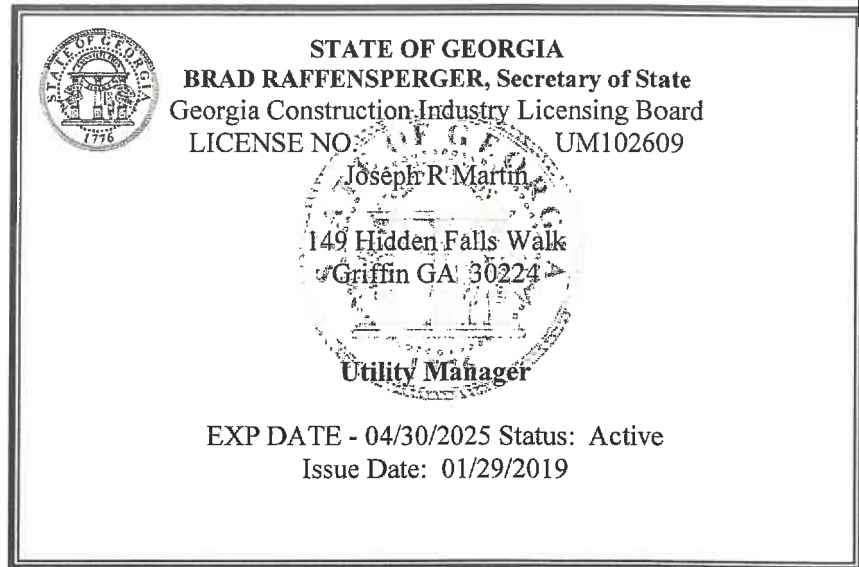 STATE OF GEORGIA
1776
STATE OF GEORGIA
BRAD RAFFENSPERGER, Secretary of State
Georgia Construction Industry Licensing Board
LICENSE NO. UM102609
Joseph R Martin
149 Hidden Falls Walk
Griffin GA 30224
Utility Manager
EXP DATE - 04/30/2025 Status: Active
Issue Date: 01/29/2019